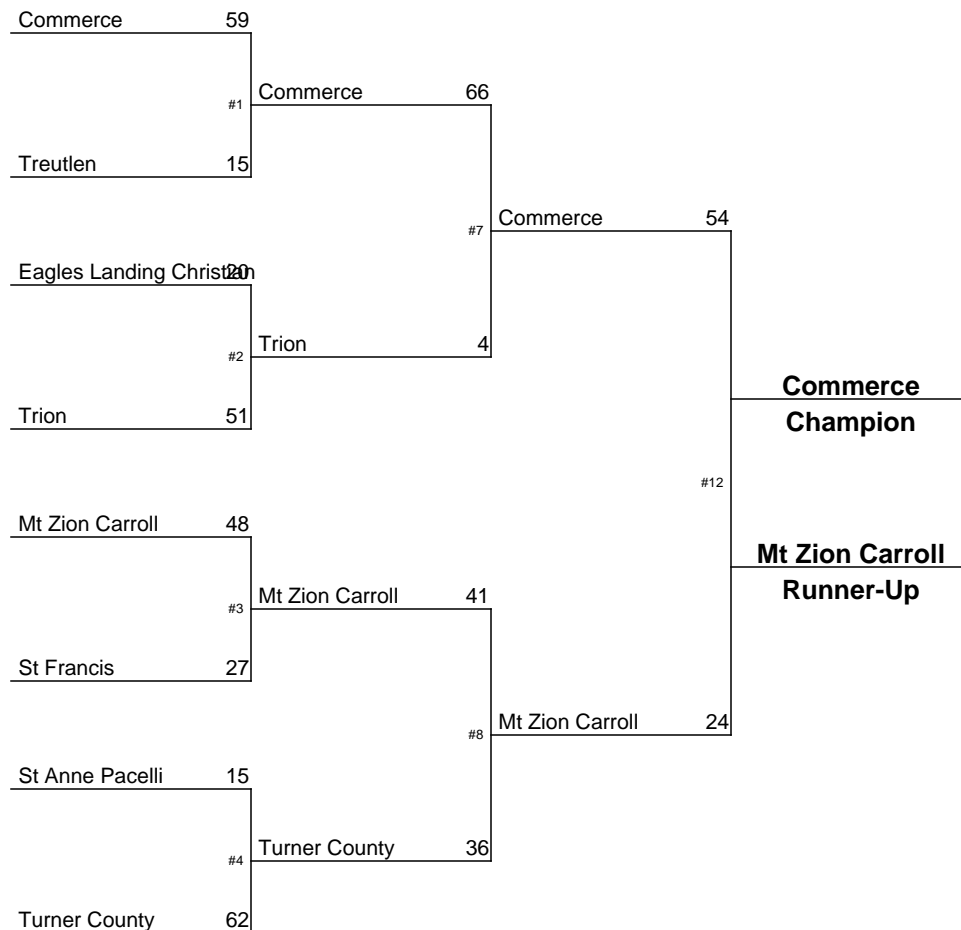 Commerce 59
#1
Commerce 66
Treutlen 15
#7
Commerce 54
Eagles Landing Christian 20
#2
Trion 4
Trion 51
Commerce
Champion
#12
Mt Zion Carroll
Runner-Up
Mt Zion Carroll 48
#3
Mt Zion Carroll 41
St Francis 27
#8
Mt Zion Carroll 24
St Anne Pacelli 15
#4
Turner County 36
Turner County 62